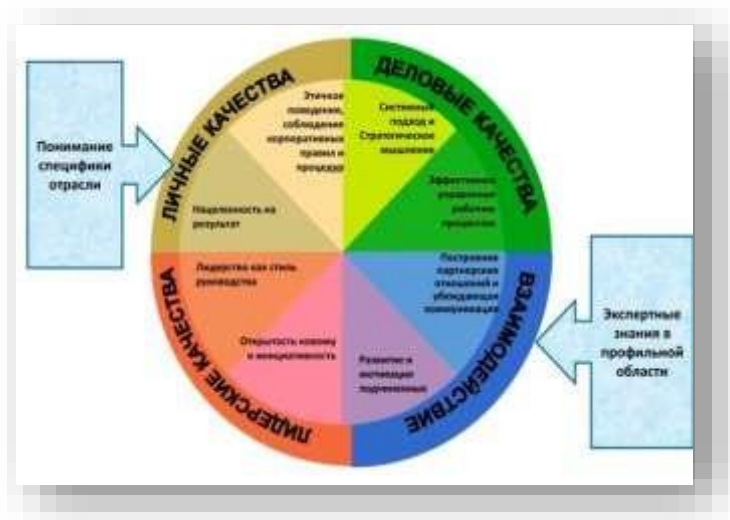 ЛИЧНЫЕ КАЧЕСТВА
ДЕЛОВЫЕ КАЧЕСТВА
Понимание
специфики
отрасли
Этичное
поведение,
соблюдение
корпоративных
правил и
процедур
Системный
подход и
Стратегическое
мышление
Нацеленность на
результат
Эффективное
управление
рабочим
процессом
Лидерство как стиль
руководства
Построение
партнерских
отношений и
убеждающая
коммуникация
Открытость новому
и инициативность
Развитие и
мотивация
подчиненных
ЛИДЕРСКИЕ КАЧЕСТВА
ВЗАИМОДЕЙСТВИЕ
Экспертные
знания в
профильной
области